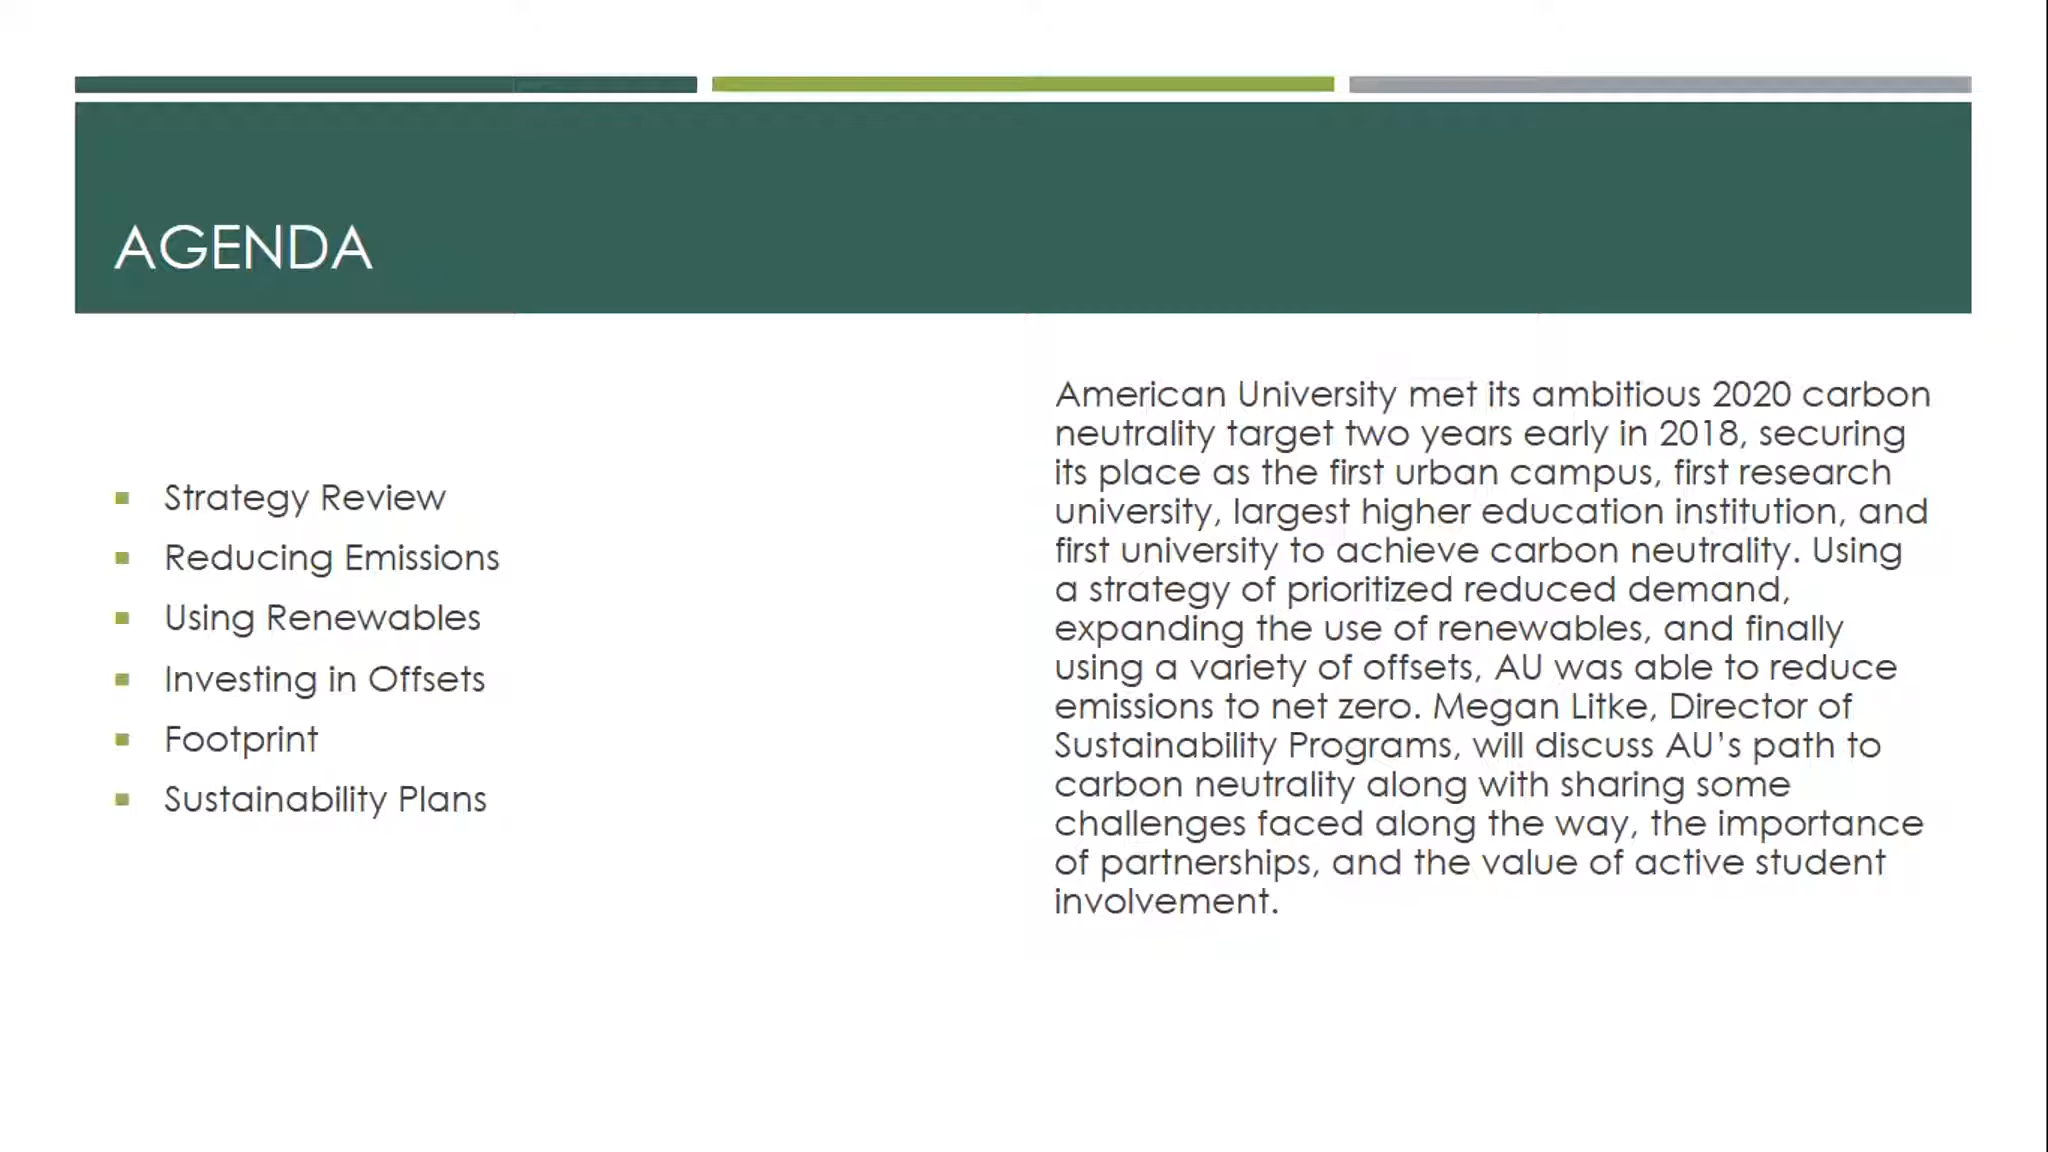 AGENDA
Strategy Review
Reducing Emissions
Using Renewables
Investing in Offsets
Footprint
Sustainability Plans
American University met its ambitious 2020 carbon
neutrality target two years early in 2018, securing
its place as the first urban campus, first research
university, largest higher education institution, and
first university to achieve carbon neutrality. Using
a strategy of prioritized reduced demand,
expanding the use of renewables, and finally
using a variety of offsets, AU was able to reduce
emissions to net zero. Megan Litke, Director of
Sustainability Programs, will discuss AU’s path to
carbon neutrality along with sharing some
challenges faced along the way, the importance
of partnerships, and the value of active student
involvement.